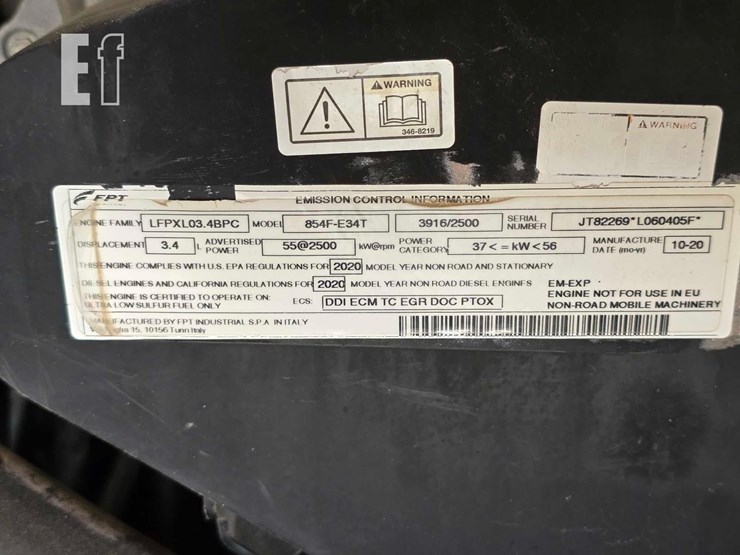 Ef
WARNING
346-8219
WARNING
FPT
EMISSION CONTROL INFORMATION
ENGINE FAMILY LFPXL03.4BPC MODEL 854F-E34T 3916/2500 SERIAL NUMBER JT82269*L060405F*
DISPLACEMENT 3.4 L ADVERTISED POWER 55@2500 kW@rpm POWER CATEGORY 37<=kW<56 MANUFACTURE DATE (mo-yr) 10-20
THIS ENGINE COMPLIES WITH U.S. EPA REGULATIONS FOR 2020 MODEL YEAR NON ROAD AND STATIONARY
DIESEL ENGINES AND CALIFORNIA REGULATIONS FOR 2020 MODEL YEAR NON ROAD DIESEL ENGINES EM-EXP
THIS ENGINE IS CERTIFIED TO OPERATE ON: ECS: DDI ECM TC EGR DOC PTOX ENGINE NOT FOR USE IN EU
ULTRA LOW SULFUR FUEL ONLY NON-ROAD MOBILE MACHINERY
MANUFACTURED BY FPT INDUSTRIAL S.P.A. IN ITALY
15, 10156 Turin Italy